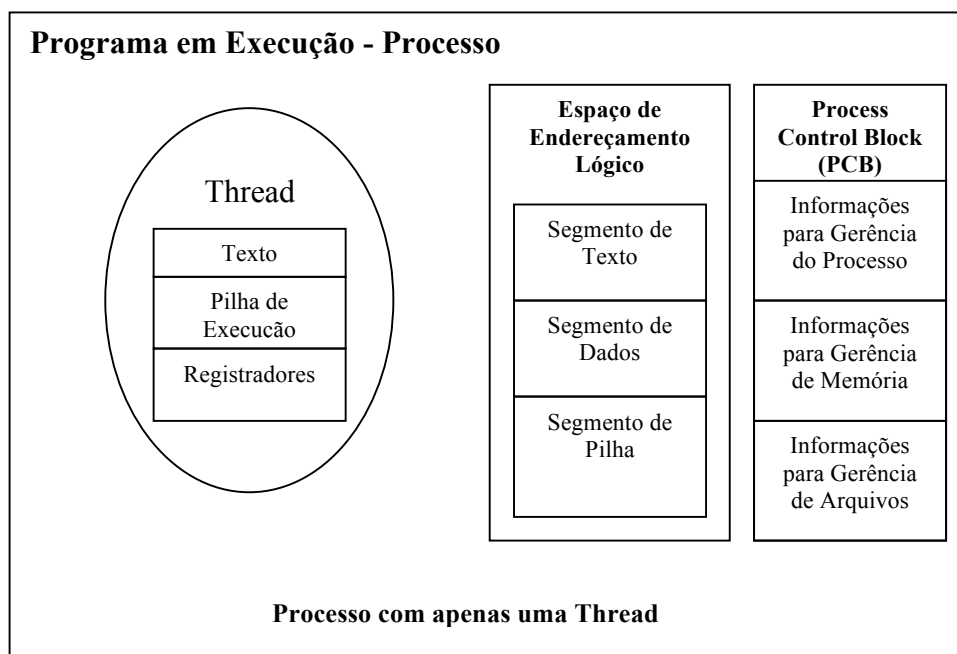 Programa em Execução - Processo
Thread
Texto
Pilha de
Execucão
Registradores
Espaço de
Endereçamento
Lógico
Segmento de
Texto
Segmento de
Dados
Segmento de
Pilha
Process
Control Block
(PCB)
Informações
para Gerência
do Processo
Informações
para Gerência
de Memória
Informações
para Gerência
de Arquivos
Processo com apenas uma Thread